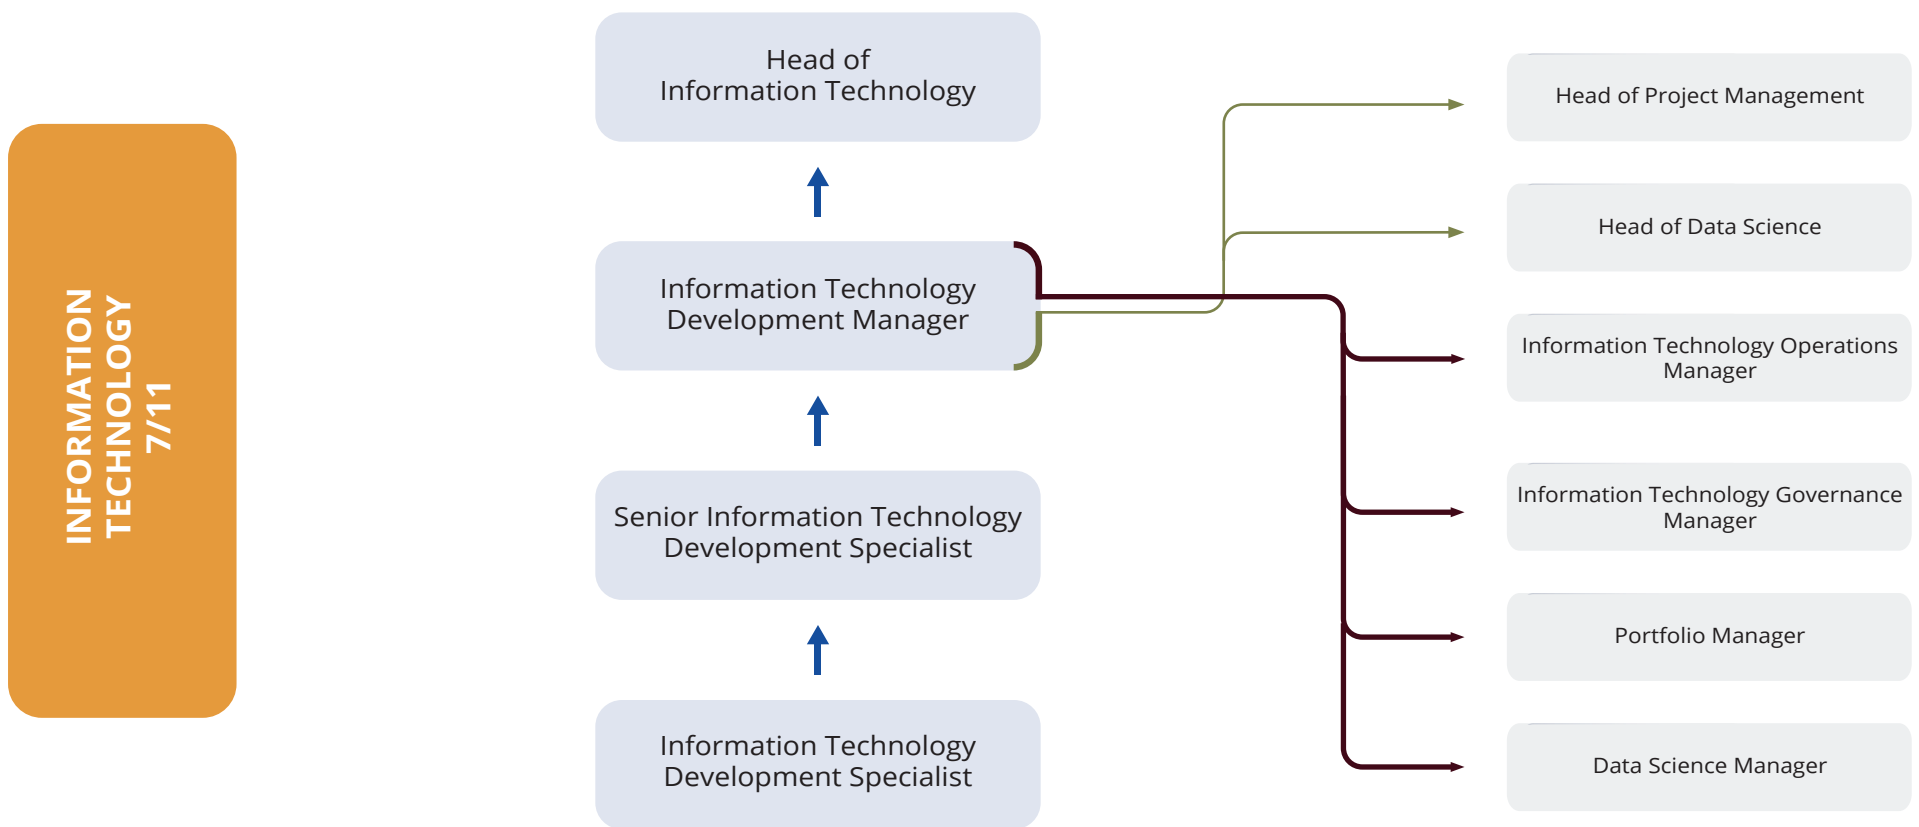 INFORMATION
TECHNOLOGY
7/11
Head of
Information Technology
Information Technology
Development Manager
Senior Information Technology
Development Specialist
Information Technology
Development Specialist
Head of Project Management
Head of Data Science
Information Technology Operations
Manager
Information Technology Governance
Manager
Portfolio Manager
Data Science Manager